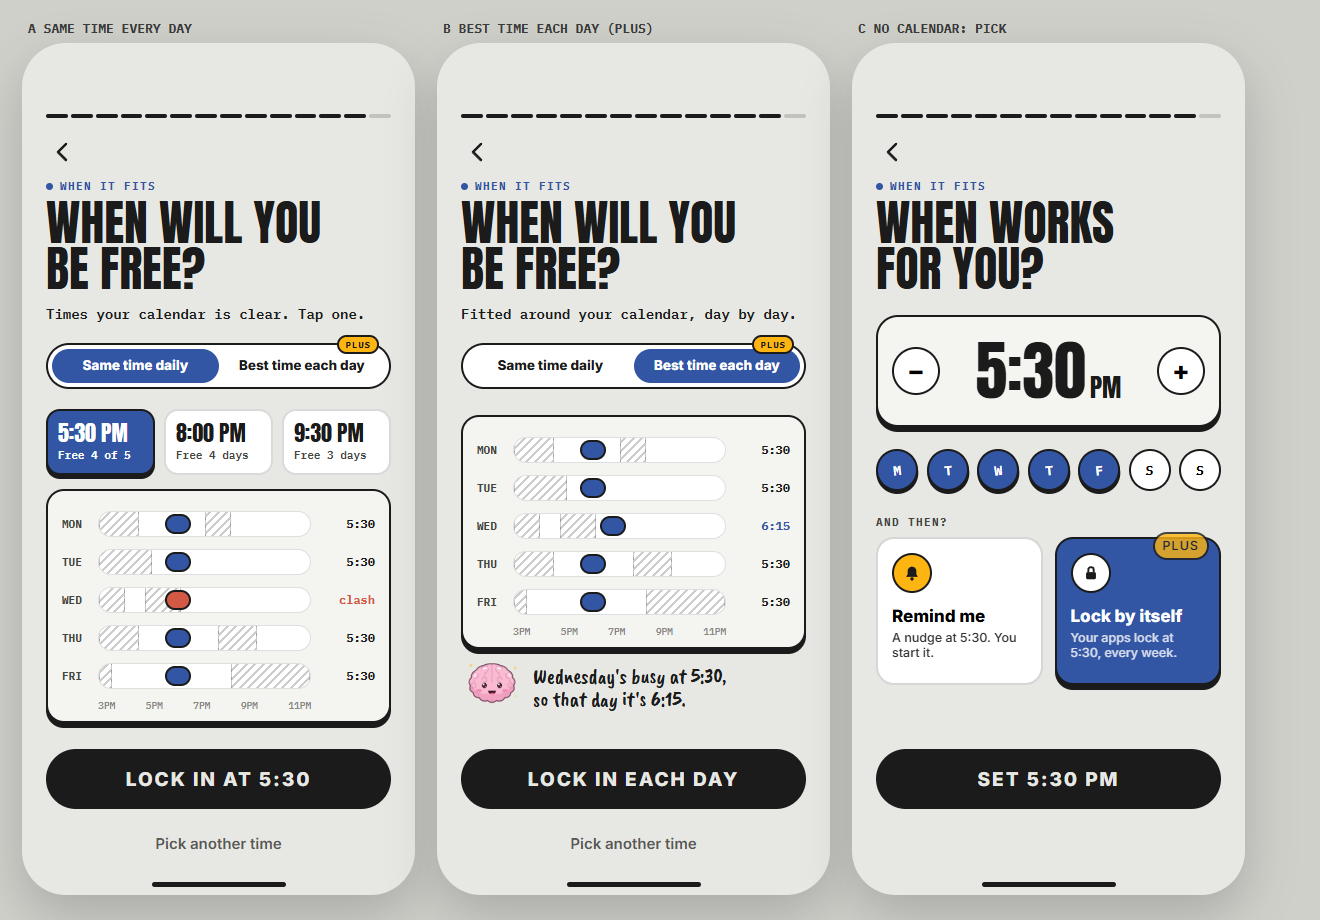 A SAME TIME EVERY DAY
WHEN IT FITS
WHEN WILL YOU
BE FREE?
Times your calendar is clear. Tap one.
PLUS
Same time daily
Best time each day
5:30 PM
Free 4 of 5
8:00 PM
Free 4 days
9:30 PM
Free 3 days
MON 5:30
TUE 5:30
WED clash
THU 5:30
FRI 5:30
3PM 5PM 7PM 9PM 11PM
LOCK IN AT 5:30
Pick another time
B BEST TIME EACH DAY (PLUS)
WHEN IT FITS
WHEN WILL YOU
BE FREE?
Fitted around your calendar, day by day.
PLUS
Same time daily
Best time each day
MON 5:30
TUE 5:30
WED 6:15
THU 5:30
FRI 5:30
3PM 5PM 7PM 9PM 11PM
Wednesday's busy at 5:30,
so that day it's 6:15.
LOCK IN EACH DAY
Pick another time
C NO CALENDAR: PICK
WHEN IT FITS
WHEN WORKS
FOR YOU?
− 5:30 PM +
M T W T F S S
AND THEN?
Remind me
A nudge at 5:30. You
start it.
PLUS
Lock by itself
Your apps lock at
5:30, every week.
SET 5:30 PM